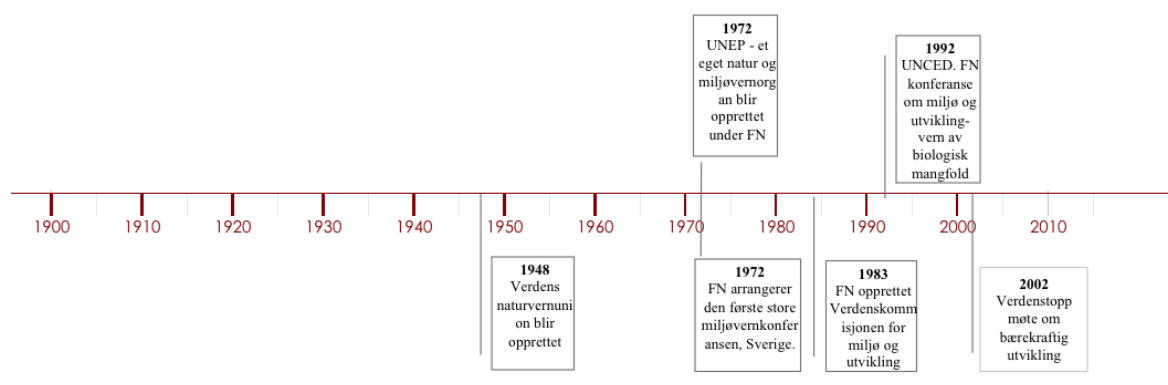 1972
UNEP - et
eget natur og
miljøvernorg
an blir
opprettet
under FN
1992
UNCED. FN
konferanse
om miljø og
utvikling-
vern av
biologisk
mangfold
1900 1910 1920 1930 1940 1950 1960 1970 1980 1990 2000 2010
1948
Verdens
naturvernuni
on blir
opprettet
1972
FN arrangerer
den første store
miljøvernkonfer
ansen, Sverige.
1983
FN opprettet
Verdenskomm
isjonen for
miljø og
utvikling
2002
Verdenstopp
møte om
bærekraftig
utvikling